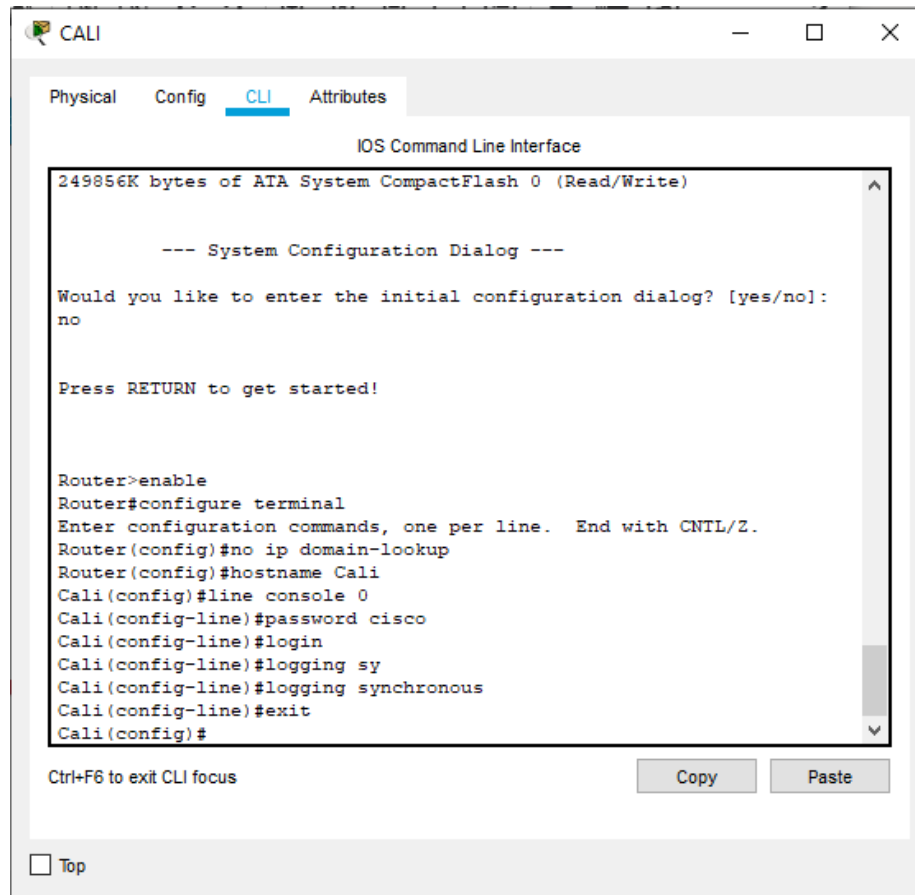 CALI
Physical Config CLI Attributes
IOS Command Line Interface
249856K bytes of ATA System CompactFlash 0 (Read/Write)
--- System Configuration Dialog ---
Would you like to enter the initial configuration dialog? [yes/no]:
no
Press RETURN to get started!
Router>enable
Router#configure terminal
Enter configuration commands, one per line.  End with CNTL/Z.
Router(config)#no ip domain-lookup
Router(config)#hostname Cali
Cali(config)#line console 0
Cali(config-line)#password cisco
Cali(config-line)#login
Cali(config-line)#logging sy
Cali(config-line)#logging synchronous
Cali(config-line)#exit
Cali(config)#
Ctrl+F6 to exit CLI focus
Copy Paste
Top